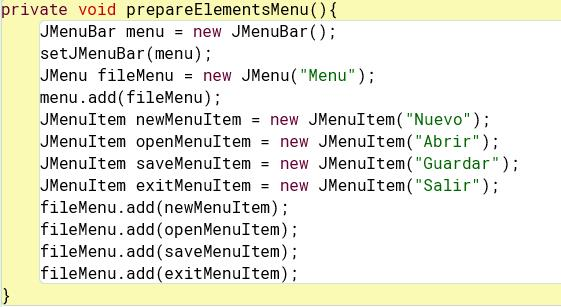 private void prepareElementsMenu(){
JMenuBar menu = new JMenuBar();
setJMenuBar(menu);
JMenu fileMenu = new JMenu("Menu");
menu.add(fileMenu);
JMenuItem newMenuItem = new JMenuItem("Nuevo");
JMenuItem openMenuItem = new JMenuItem("Abrir");
JMenuItem saveMenuItem = new JMenuItem("Guardar");
JMenuItem exitMenuItem = new JMenuItem("Salir");
fileMenu.add(newMenuItem);
fileMenu.add(openMenuItem);
fileMenu.add(saveMenuItem);
fileMenu.add(exitMenuItem);
}